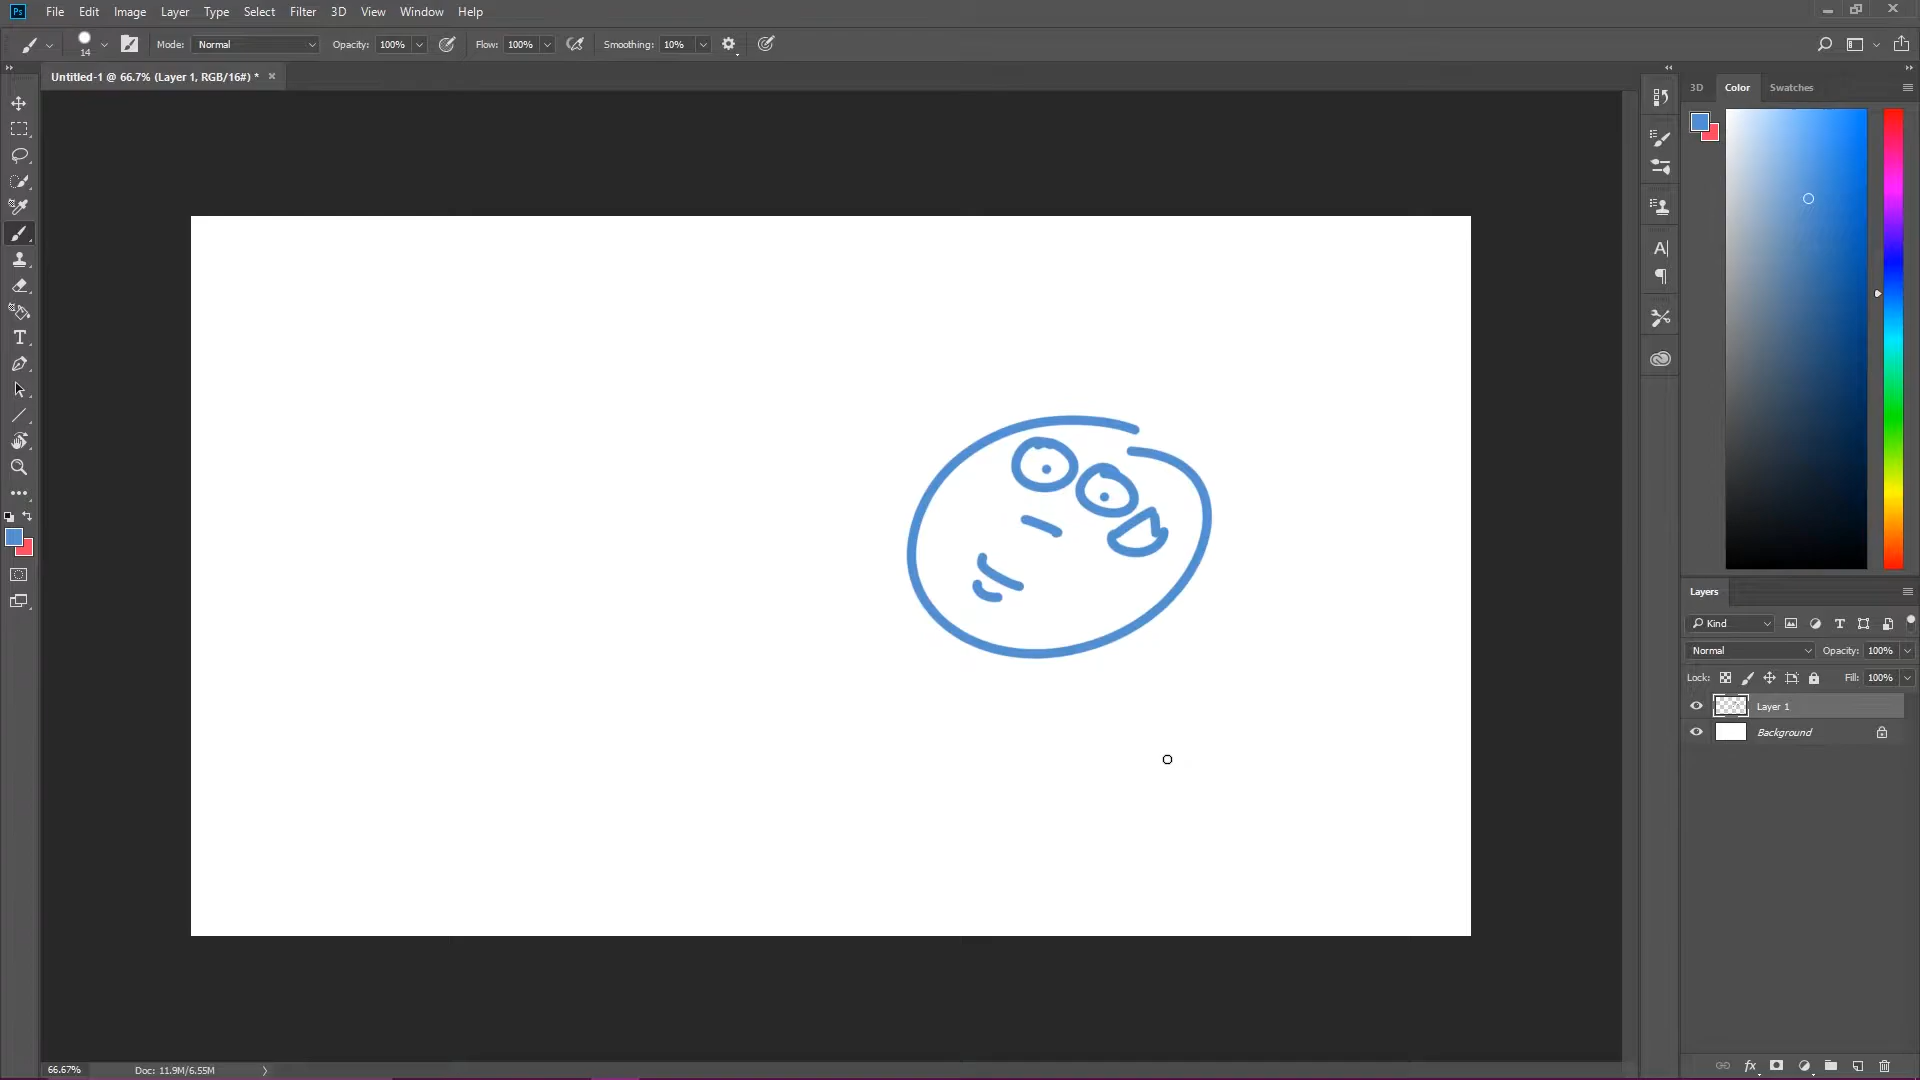 Ps File Edit Image Layer Type Select Filter 3D View Window Help
14 Mode: Normal Opacity: 100% Flow: 100% Smoothing: 10%
Untitled-1 @ 66.7% (Layer 1, RGB/16#) * ×
3D Color Swatches
Layers
Kind
Normal Opacity: 100%
Lock: Fill: 100%
Layer 1
Background
fx
66.67% Doc: 11.9M/6.55M